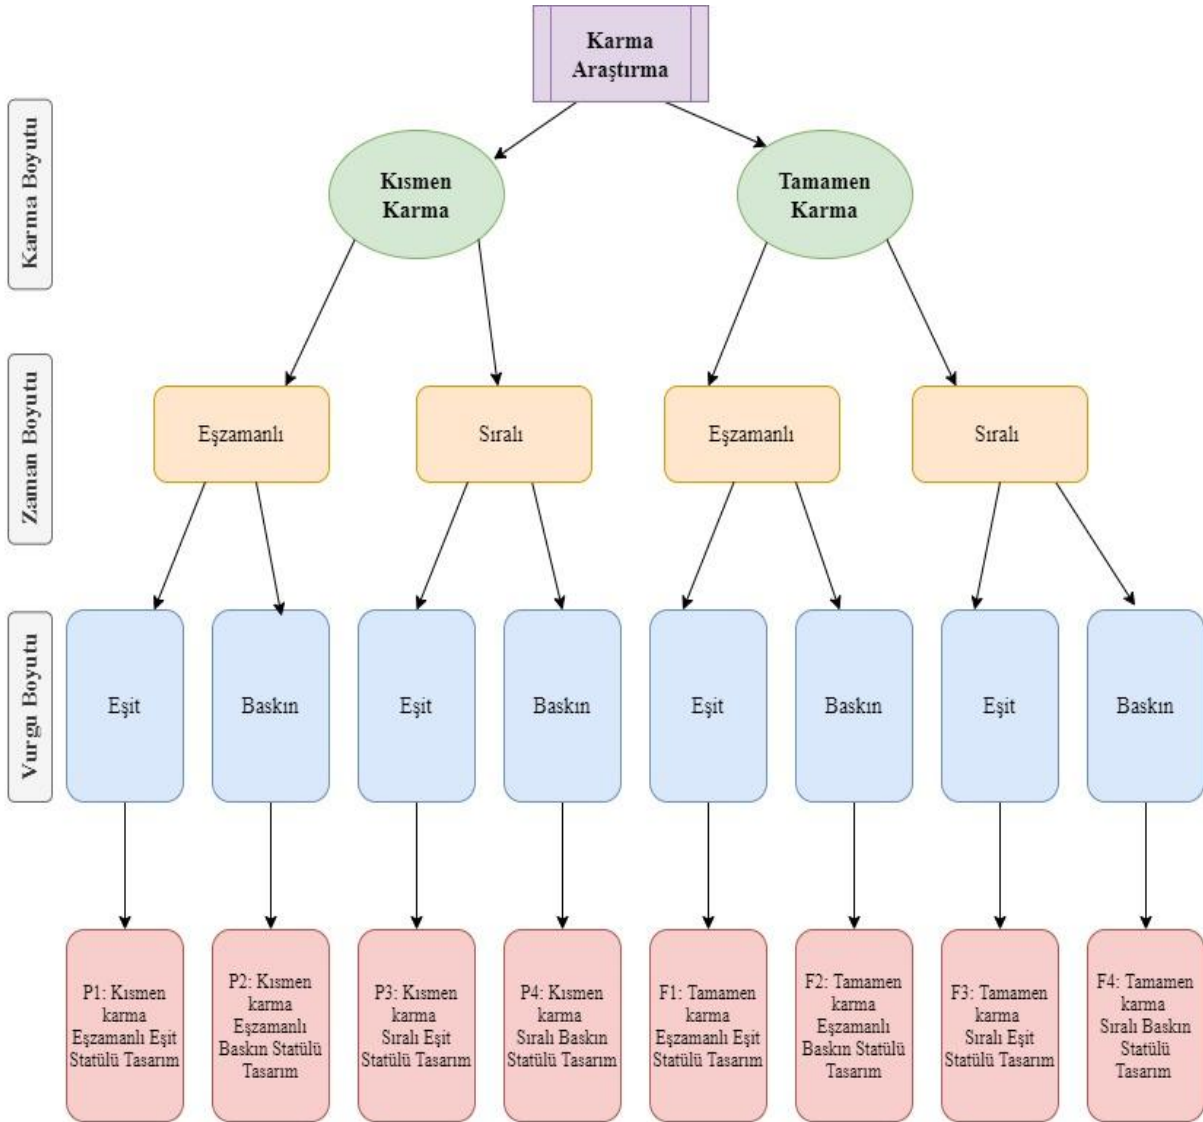 Karma
Araştırma
Karma Boyutu
Kısmen
Karma
Tamamen
Karma
Zaman Boyutu
Eşzamanlı
Sıralı
Eşzamanlı
Sıralı
Vurgu Boyutu
Eşit
Baskın
Eşit
Baskın
Eşit
Baskın
Eşit
Baskın
P1: Kısmen
karma
Eşzamanlı Eşit
Statülü Tasarım
P2: Kısmen
karma
Eşzamanlı
Baskın Statülü
Tasarım
P3: Kısmen
karma
Sıralı Eşit
Statülü Tasarım
P4: Kısmen
karma
Sıralı Baskın
Statülü Tasarım
F1: Tamamen
karma
Eşzamanlı Eşit
Statülü Tasarım
F2: Tamamen
karma
Eşzamanlı
Baskın Statülü
Tasarım
F3: Tamamen
karma
Sıralı Eşit
Statülü Tasarım
F4: Tamamen
karma
Sıralı Baskın
Statülü
Tasarım